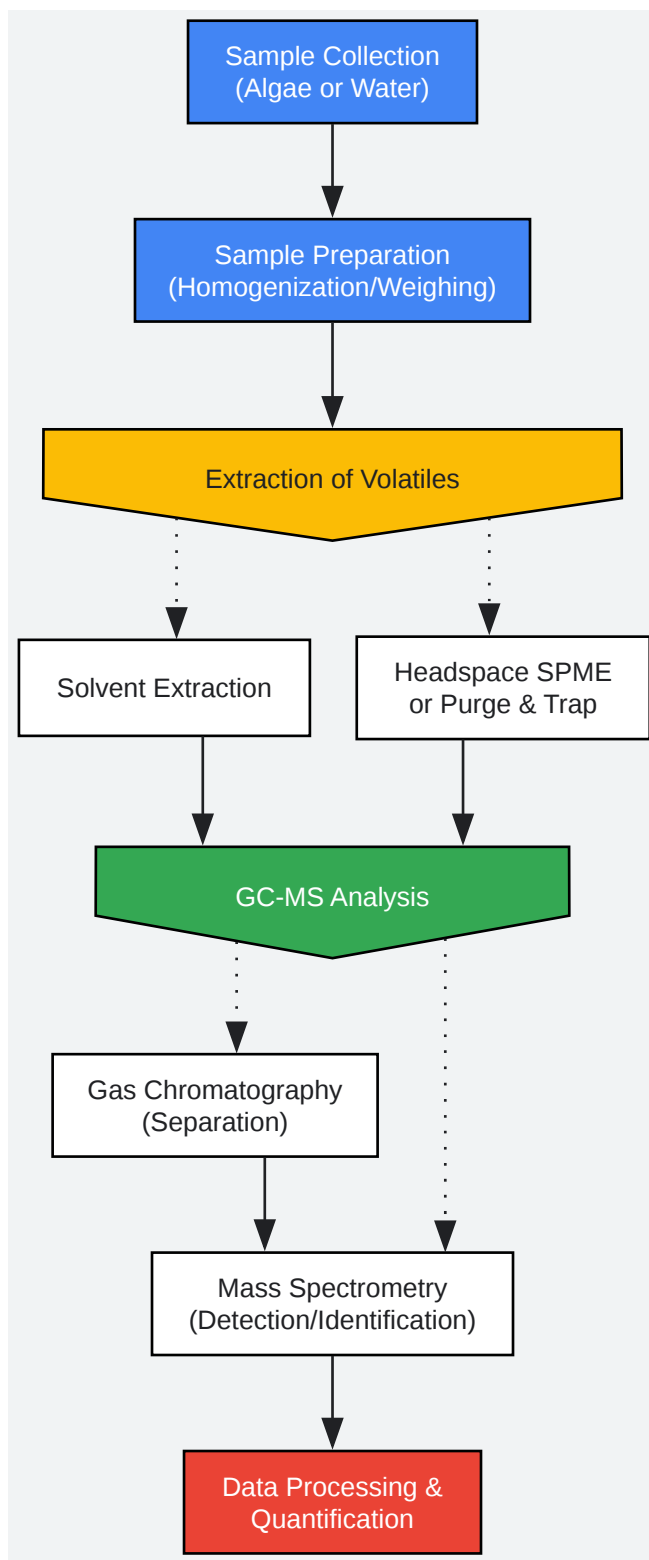 Sample Collection
(Algae or Water)
Sample Preparation
(Homogenization/Weighing)
Extraction of Volatiles
Solvent Extraction
Headspace SPME
or Purge & Trap
GC-MS Analysis
Gas Chromatography
(Separation)
Mass Spectrometry
(Detection/Identification)
Data Processing &
Quantification